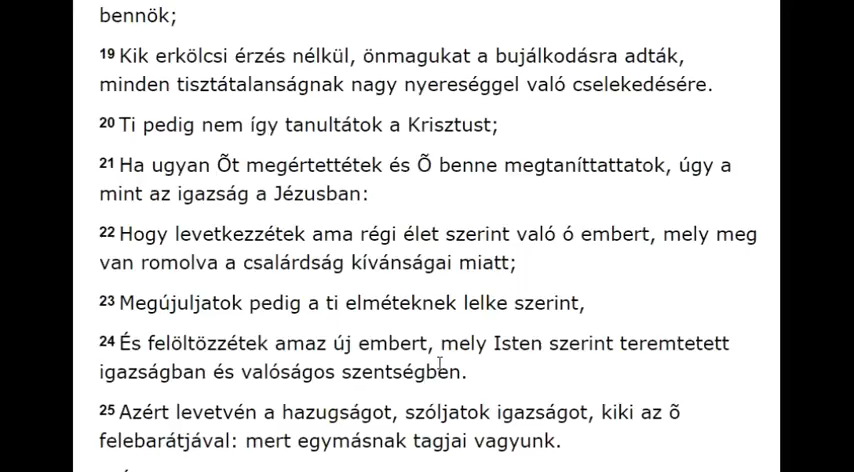 bennök;
19 Kik erkölcsi érzés nélkül, önmagukat a bujálkodásra adták,
minden tisztátalanságnak nagy nyereséggel való cselekedésére.
20 Ti pedig nem így tanultátok a Krisztust;
21 Ha ugyan Õt megértettétek és Õ benne megtaníttattatok, úgy a
mint az igazság a Jézusban:
22 Hogy levetkezzétek ama régi élet szerint való ó embert, mely meg
van romolva a csalárdság kívánságai miatt;
23 Megújuljatok pedig a ti elméteknek lelke szerint,
24 És felöltözzétek amaz új embert, mely Isten szerint teremtetett
igazságban és valóságos szentségben.
25 Azért levetvén a hazugságot, szóljatok igazságot, kiki az õ
felebarátjával: mert egymásnak tagjai vagyunk.